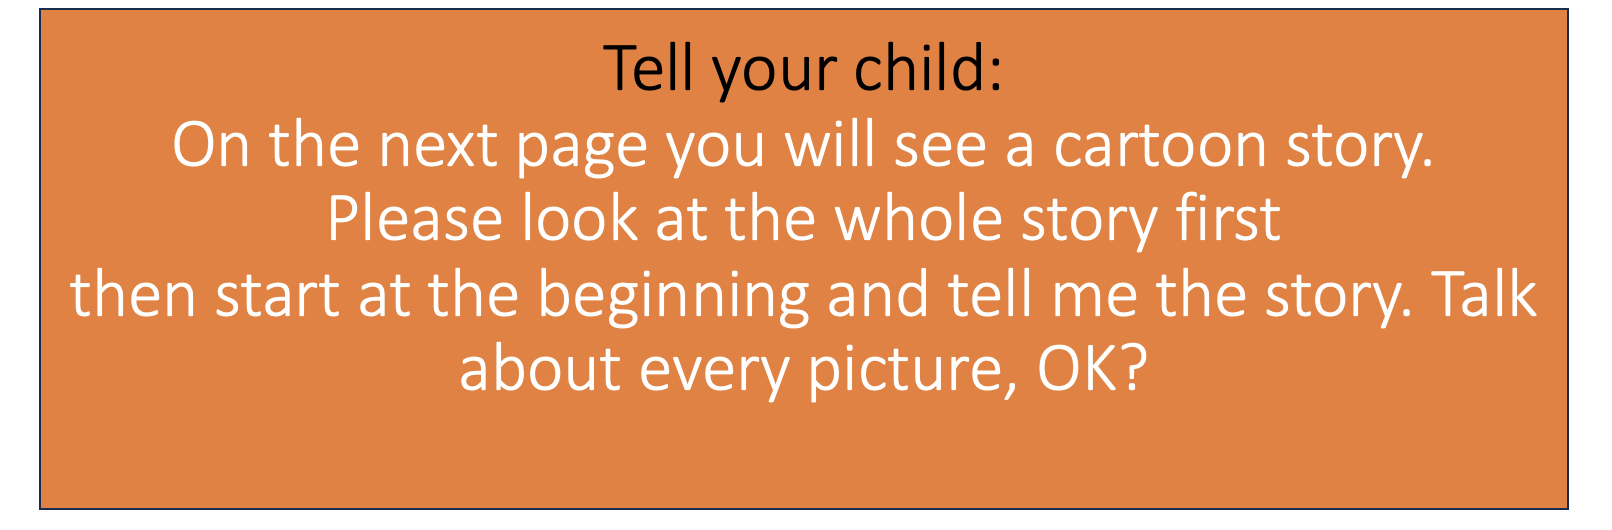 Tell your child:
On the next page you will see a cartoon story.
Please look at the whole story first
then start at the beginning and tell me the story. Talk
about every picture, OK?